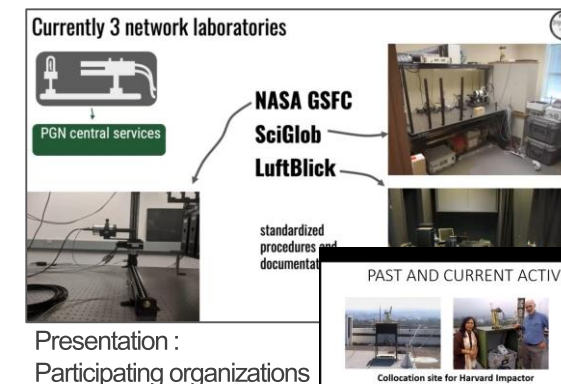 Currently 3 network laboratories
PGN central services
NASA GSFC
SciGlob
LuftBlick
standardized
procedures and
PAST AND CURRENT ACTIV
Collocation site for Harvard Impactor
Presentation :
Participating organizations